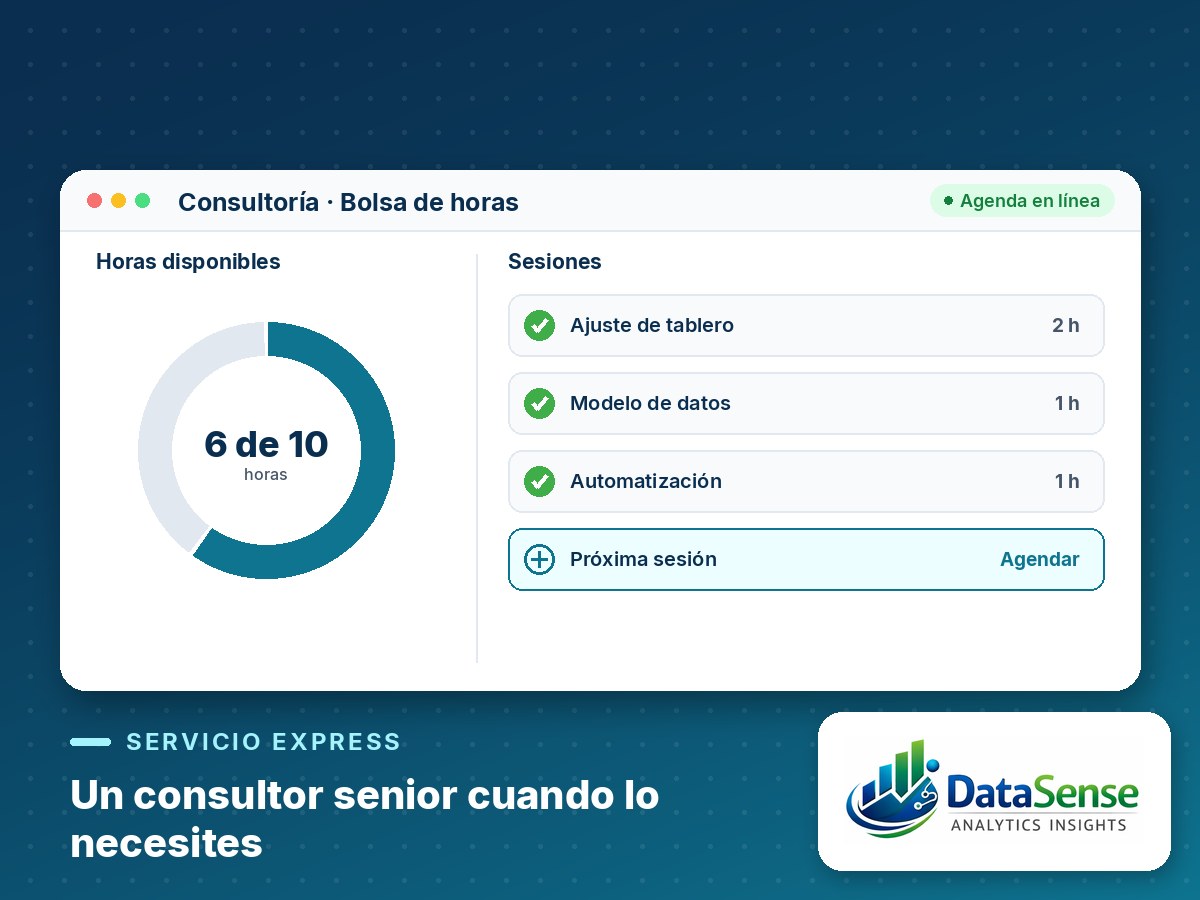 Consultoría · Bolsa de horas
Agenda en línea
Horas disponibles
6 de 10
horas
Sesiones
Ajuste de tablero 2 h
Modelo de datos 1 h
Automatización 1 h
Próxima sesión Agendar
SERVICIO EXPRESS
Un consultor senior cuando lo
necesites
DataSense
ANALYTICS INSIGHTS